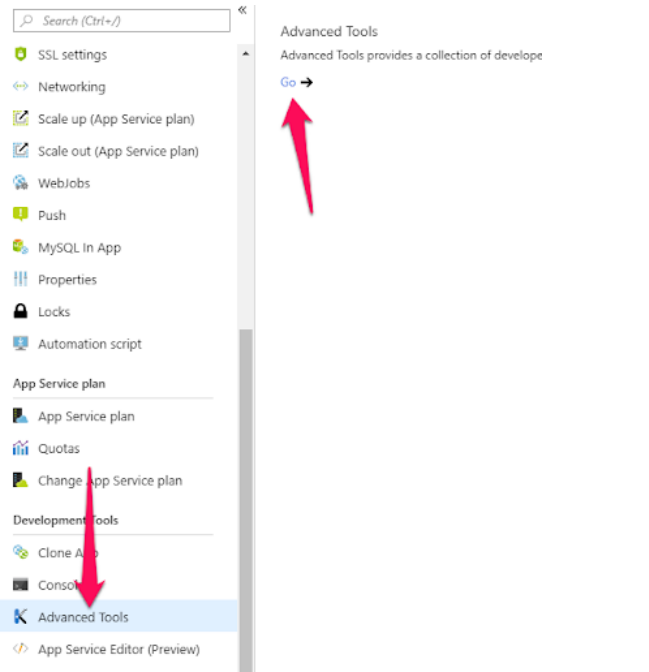 Search (Ctrl+/)
«
SSL settings
Networking
Scale up (App Service plan)
Scale out (App Service plan)
WebJobs
Push
MySQL In App
Properties
Locks
Automation script
App Service plan
App Service plan
Quotas
Change App Service plan
Development Tools
Clone App
Console
Advanced Tools
App Service Editor (Preview)
Advanced Tools
Advanced Tools provides a collection of develope
Go